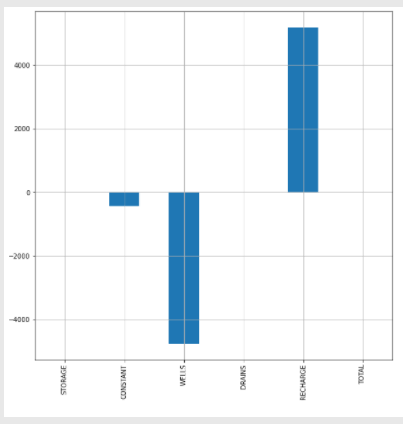 4000
2000
0
−2000
−4000
STORAGE
CONSTANT
WELLS
DRAINS
RECHARGE
TOTAL